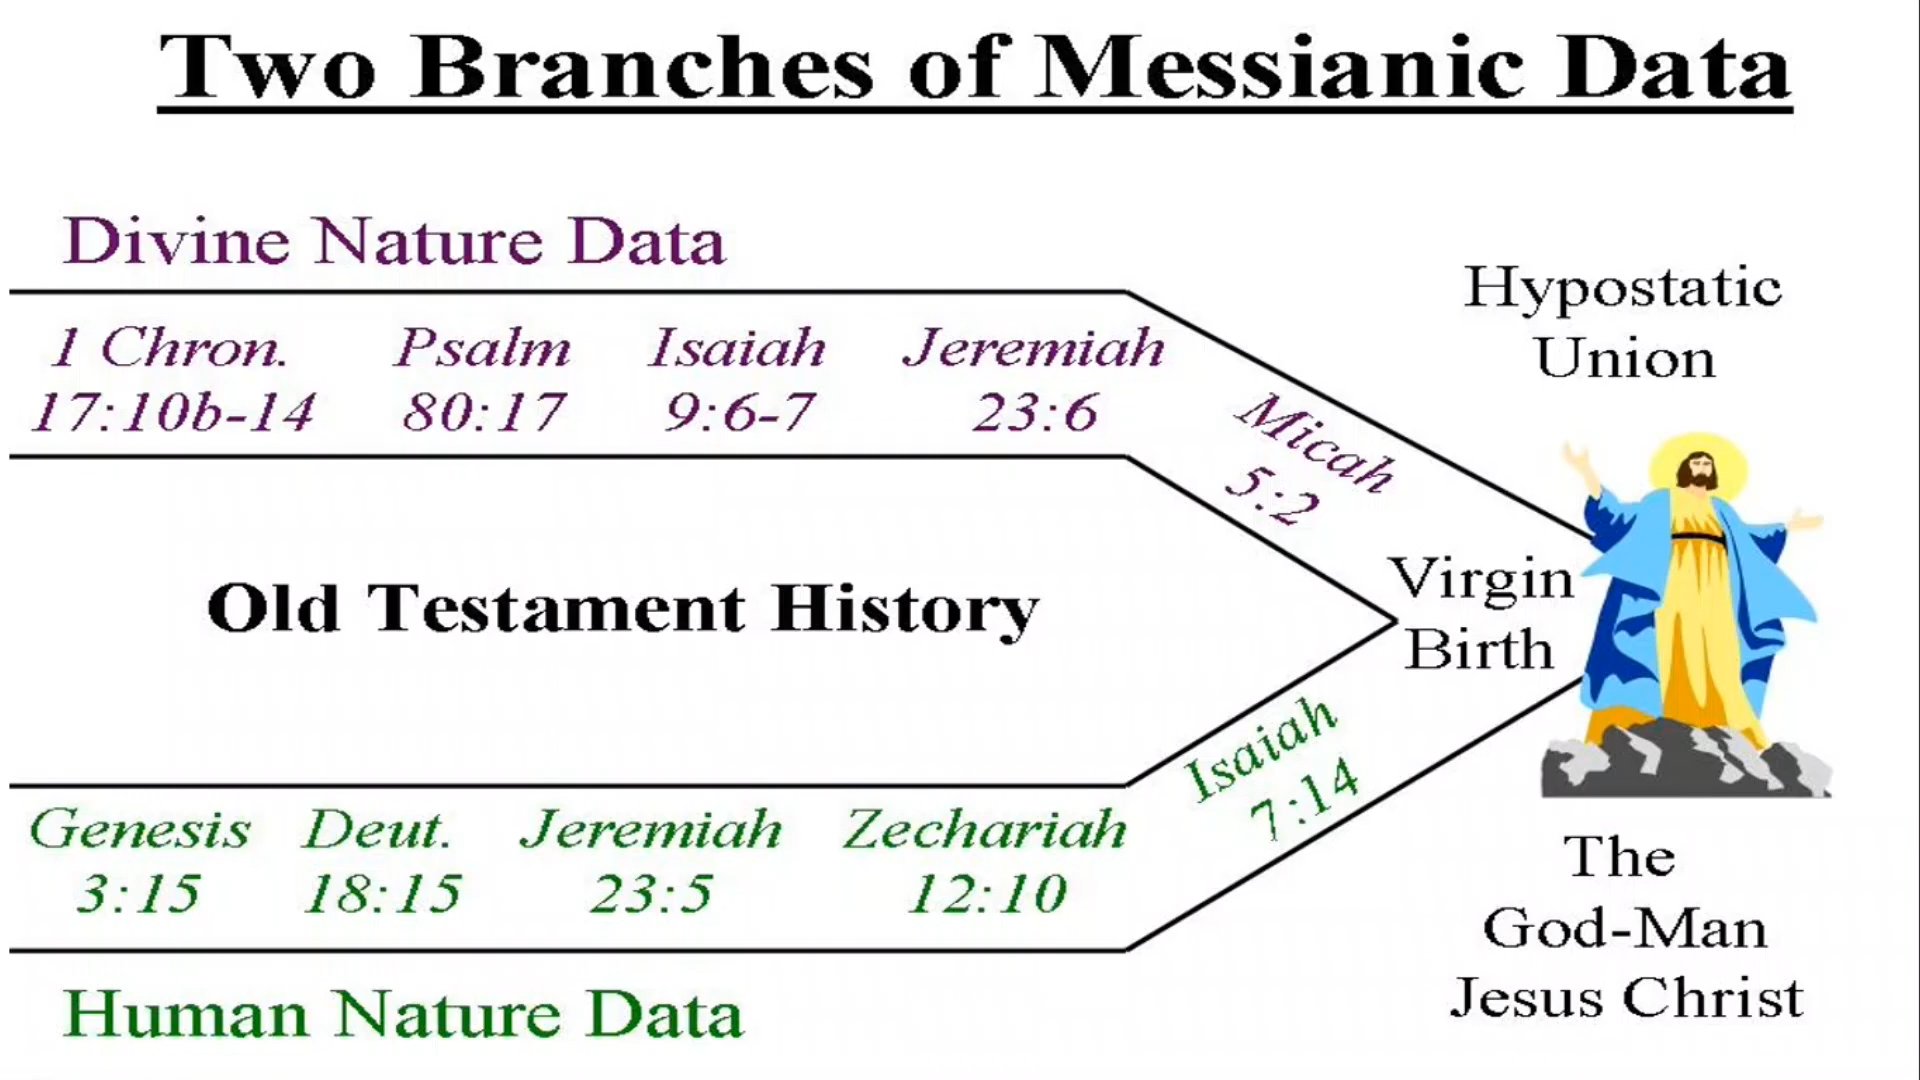 Two Branches of Messianic Data
Divine Nature Data
1 Chron.
17:10b-14
Psalm
80:17
Isaiah
9:6-7
Jeremiah
23:6
Micah
5:2
Hypostatic
Union
Old Testament History
Virgin
Birth
Genesis
3:15
Deut.
18:15
Jeremiah
23:5
Zechariah
12:10
Isaiah
7:14
Human Nature Data
The
God-Man
Jesus Christ